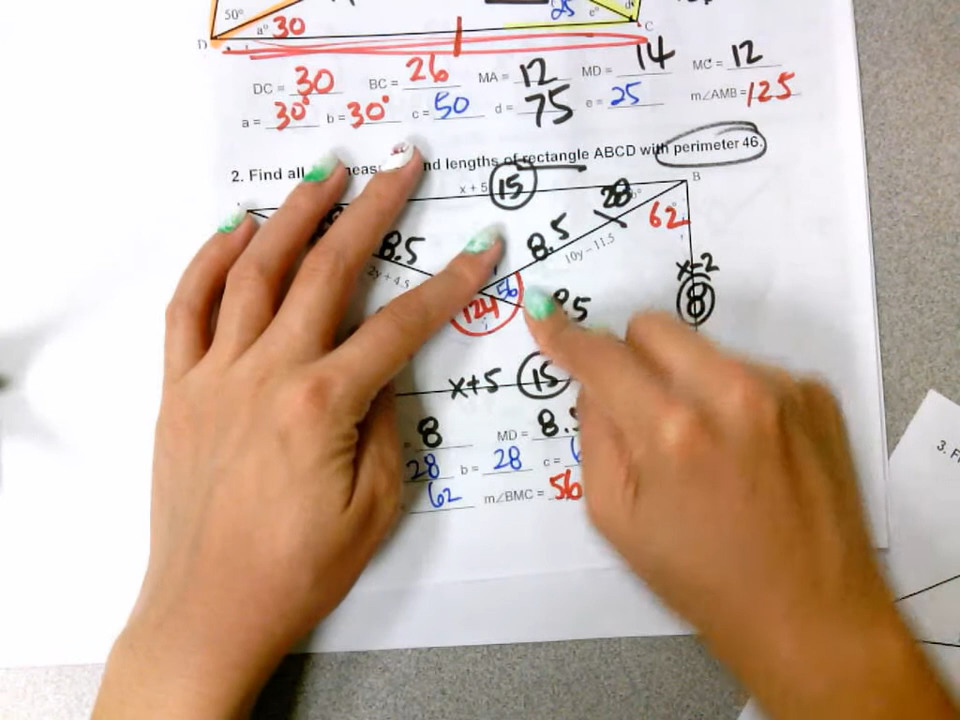 50°
a° 30
25
e°
d°
D
C
DC = 30 BC = 26 MA = 12 MD = 14 MC = 12
a = 30° b = 30° c = 50 d = 75 e = 25 m∠AMB = 125
2. Find all nd lengths of rectangle ABCD with perimeter 46.
x + 5 15
B
28
62
8.5
8.5
2y + 4.5
10y – 11.5
x–2
8
56
124
x+5 15
= 8 MD = 8.5
28 b = 28 c =
62 m∠BMC = 56
3.